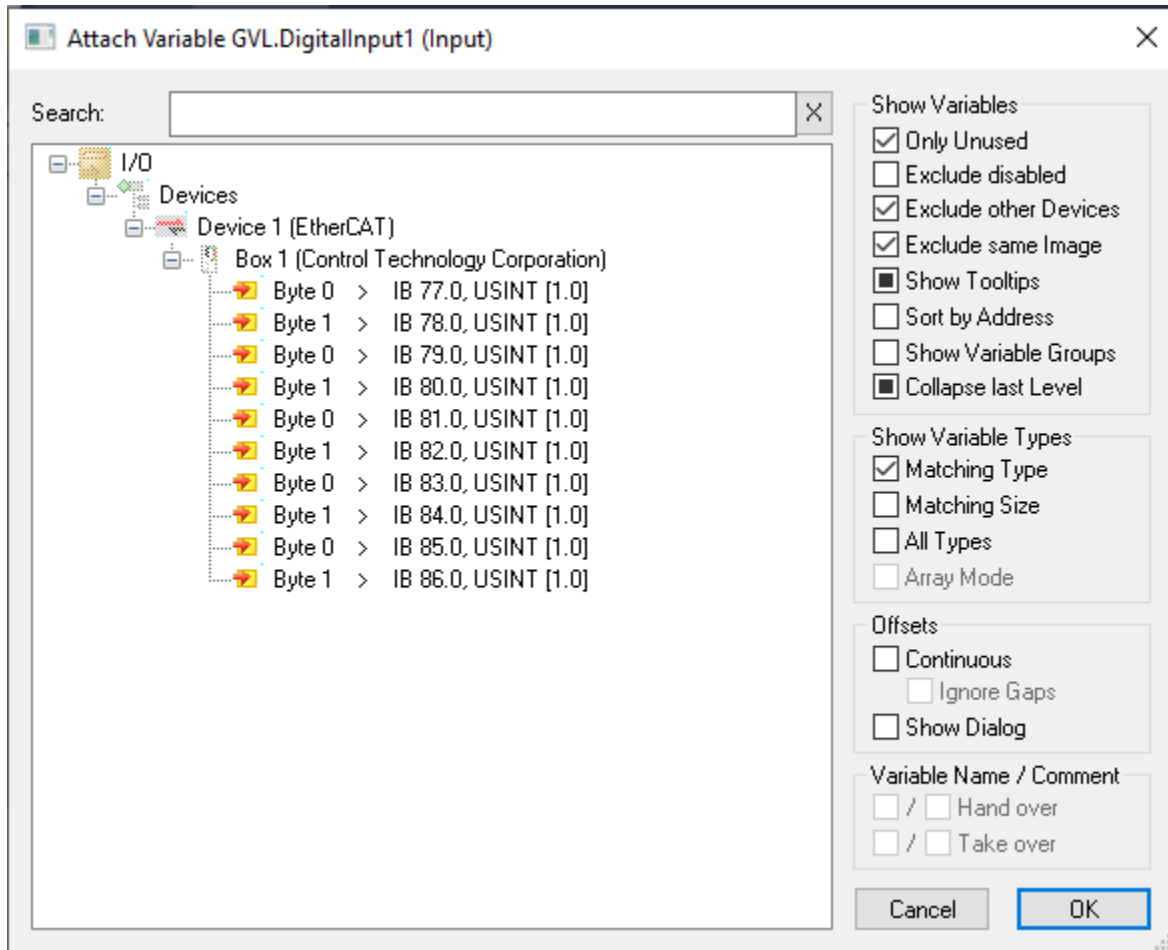 Attach Variable GVL.DigitalInput1 (Input)
Search:
I/O
Devices
Device 1 (EtherCAT)
Box 1 (Control Technology Corporation)
Byte 0 > IB 77.0, USINT [1.0]
Byte 1 > IB 78.0, USINT [1.0]
Byte 0 > IB 79.0, USINT [1.0]
Byte 1 > IB 80.0, USINT [1.0]
Byte 0 > IB 81.0, USINT [1.0]
Byte 1 > IB 82.0, USINT [1.0]
Byte 0 > IB 83.0, USINT [1.0]
Byte 1 > IB 84.0, USINT [1.0]
Byte 0 > IB 85.0, USINT [1.0]
Byte 1 > IB 86.0, USINT [1.0]
Show Variables
Only Unused
Exclude disabled
Exclude other Devices
Exclude same Image
Show Tooltips
Sort by Address
Show Variable Groups
Collapse last Level
Show Variable Types
Matching Type
Matching Size
All Types
Array Mode
Offsets
Continuous
Ignore Gaps
Show Dialog
Variable Name / Comment
/ Hand over
/ Take over
Cancel
OK